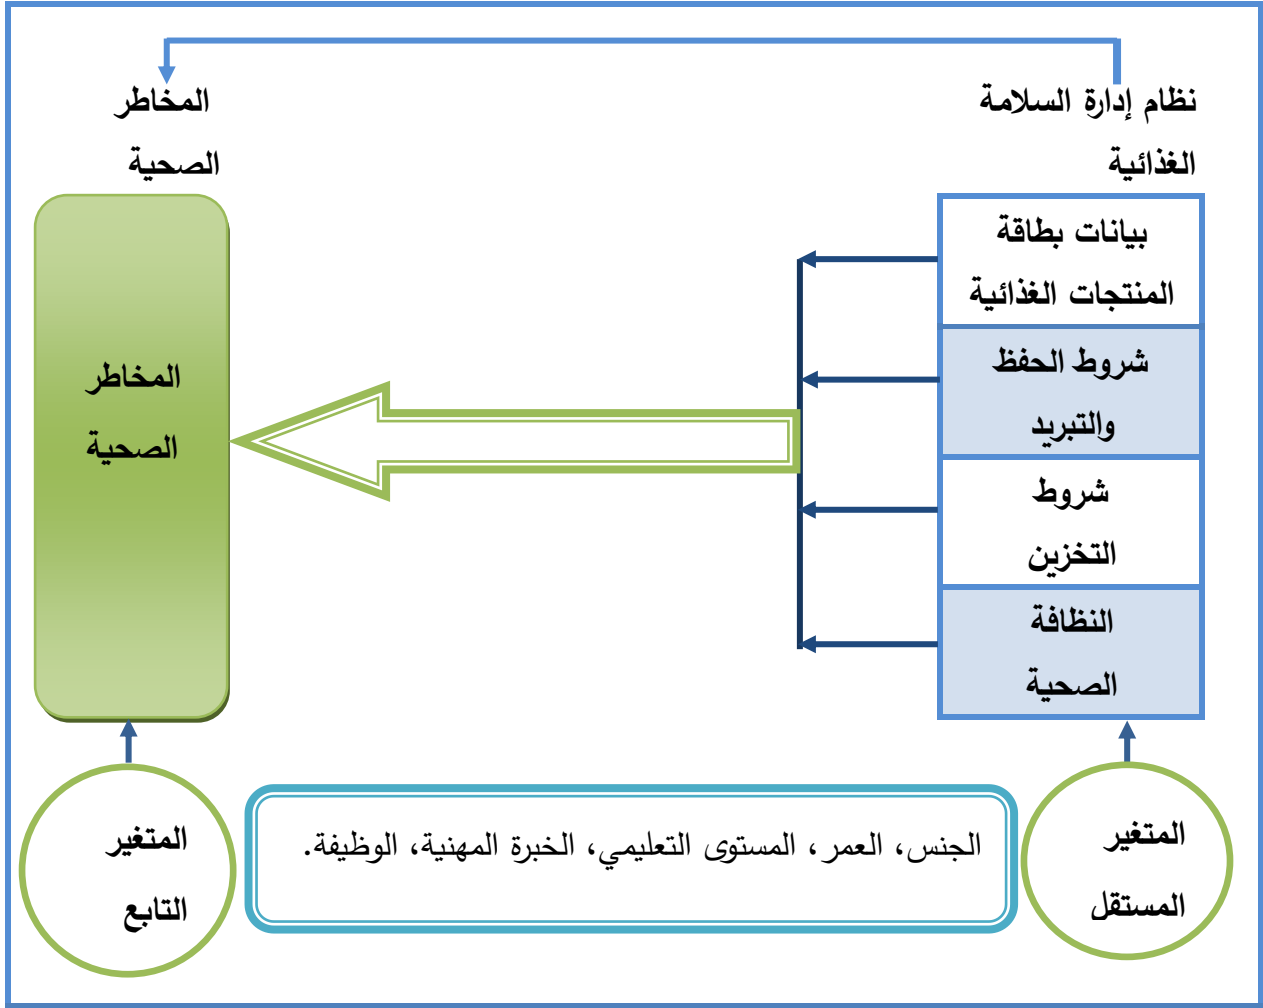 نظام إدارة السلامة
الغذائية
المخاطر
الصحية
بيانات بطاقة
المنتجات الغذائية
شروط الحفظ
والتبريد
شروط
التخزين
النظافة
الصحية
المخاطر
الصحية
المتغير
المستقل
الجنس، العمر، المستوى التعليمي، الخبرة المهنية، الوظيفة.
المتغير
التابع